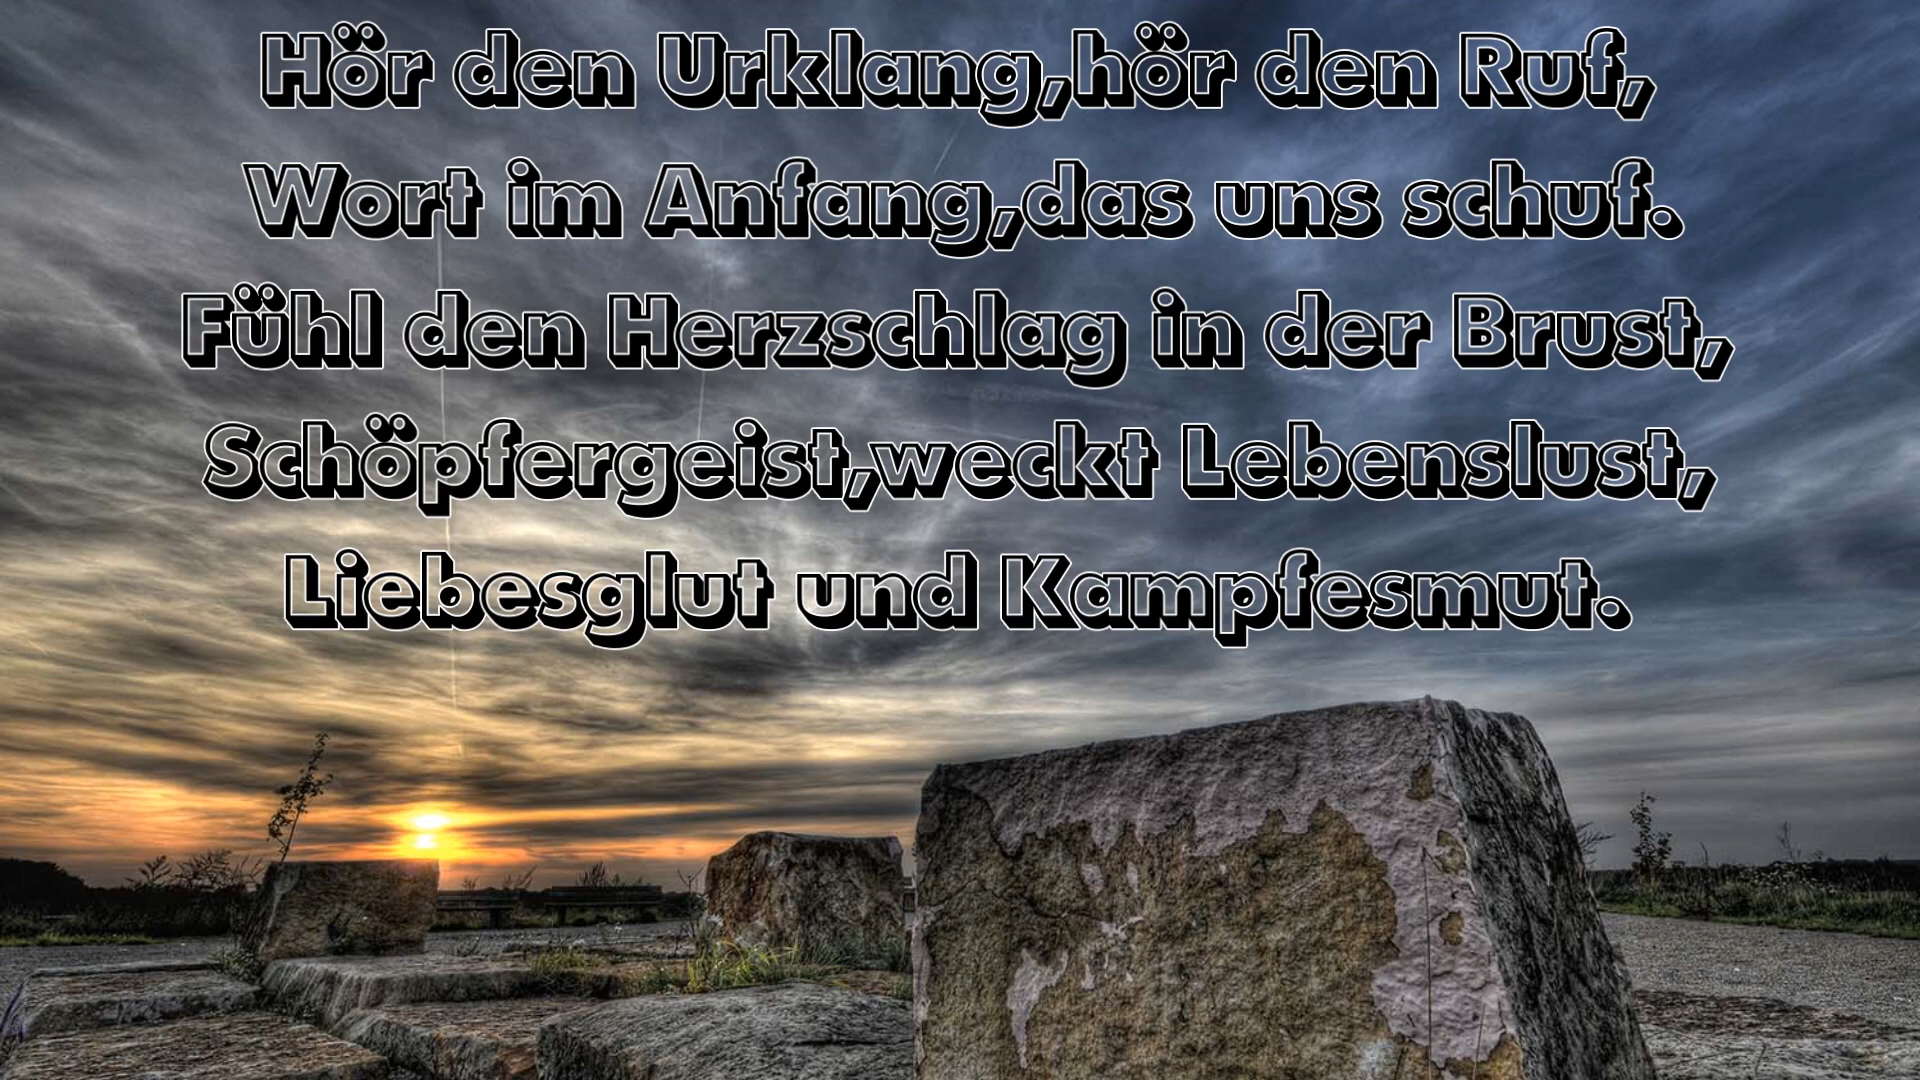 Hör den Urklang,hör den Ruf,
Wort im Anfang,das uns schuf.
Fühl den Herzschlag in der Brust,
Schöpfergeist,weckt Lebenslust,
Liebesglut und Kampfesmut.